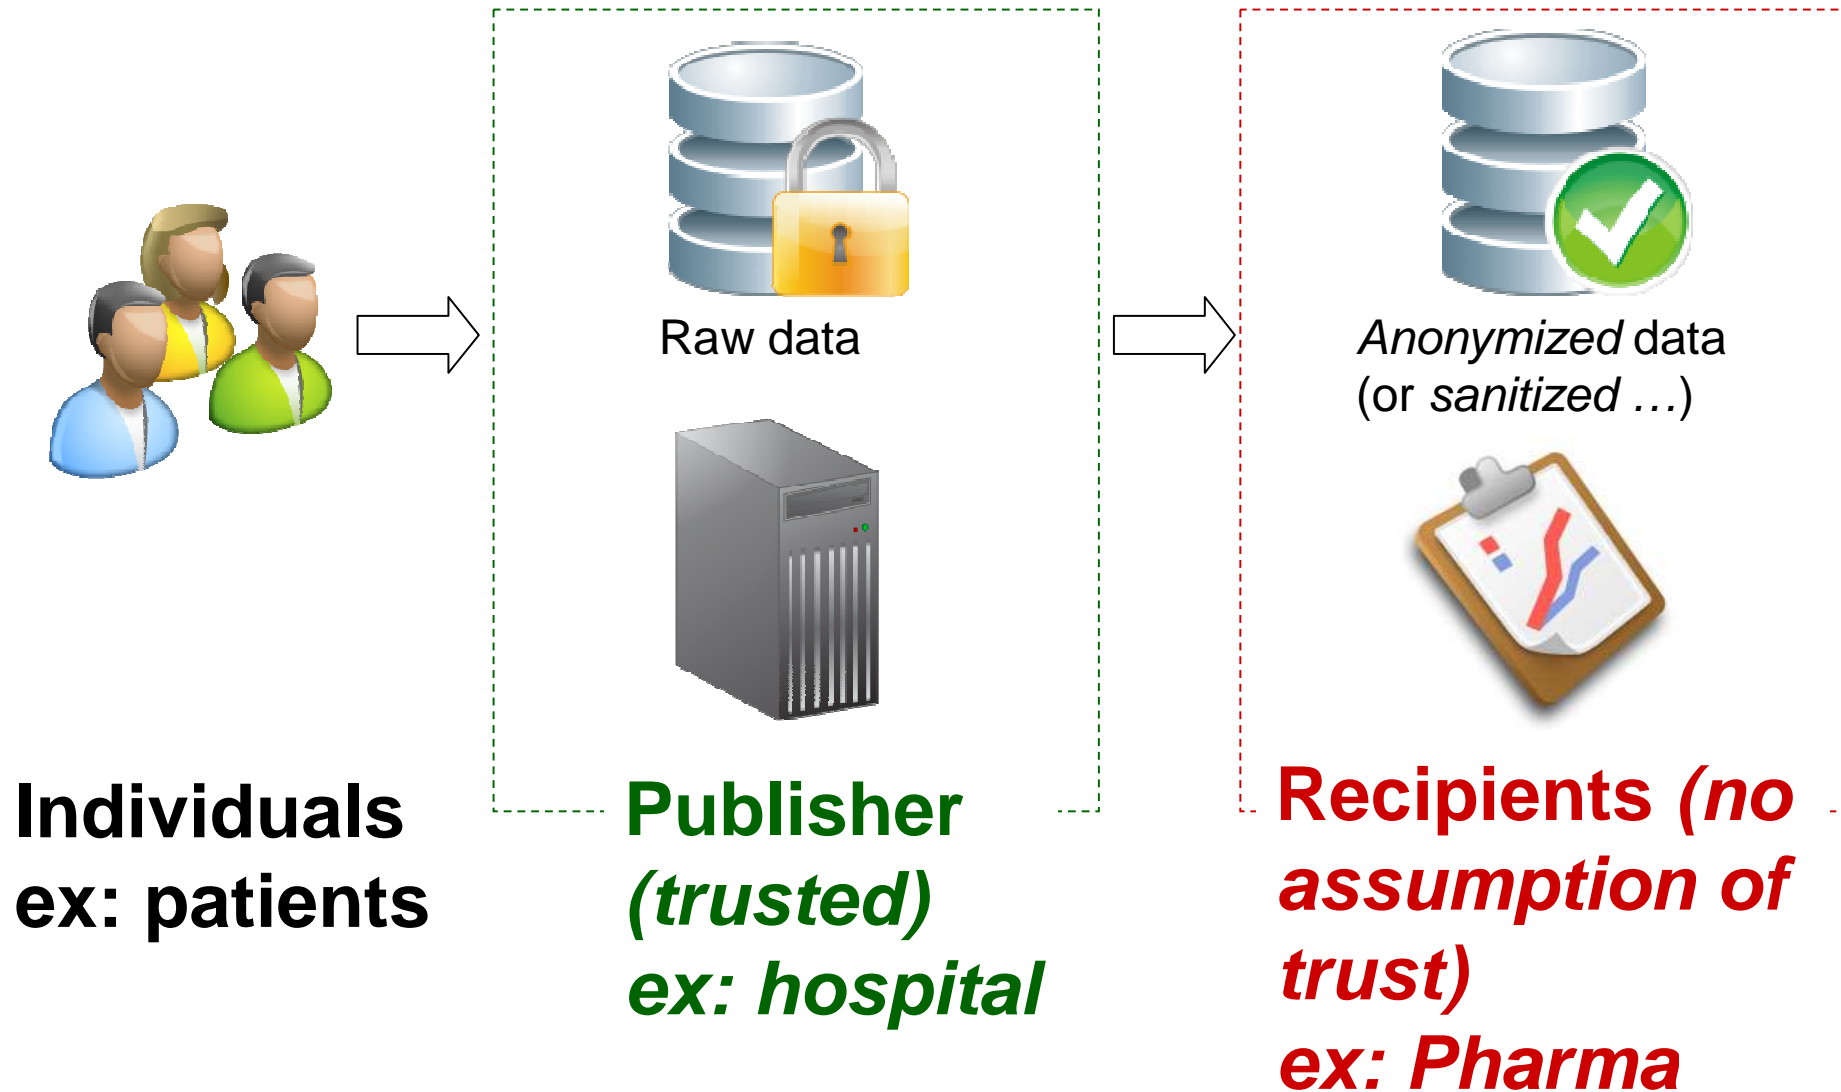 Raw data
Anonymized data
(or sanitized …)
Individuals
ex: patients
Publisher
(trusted)
ex: hospital
Recipients (no
assumption of
trust)
ex: Pharma